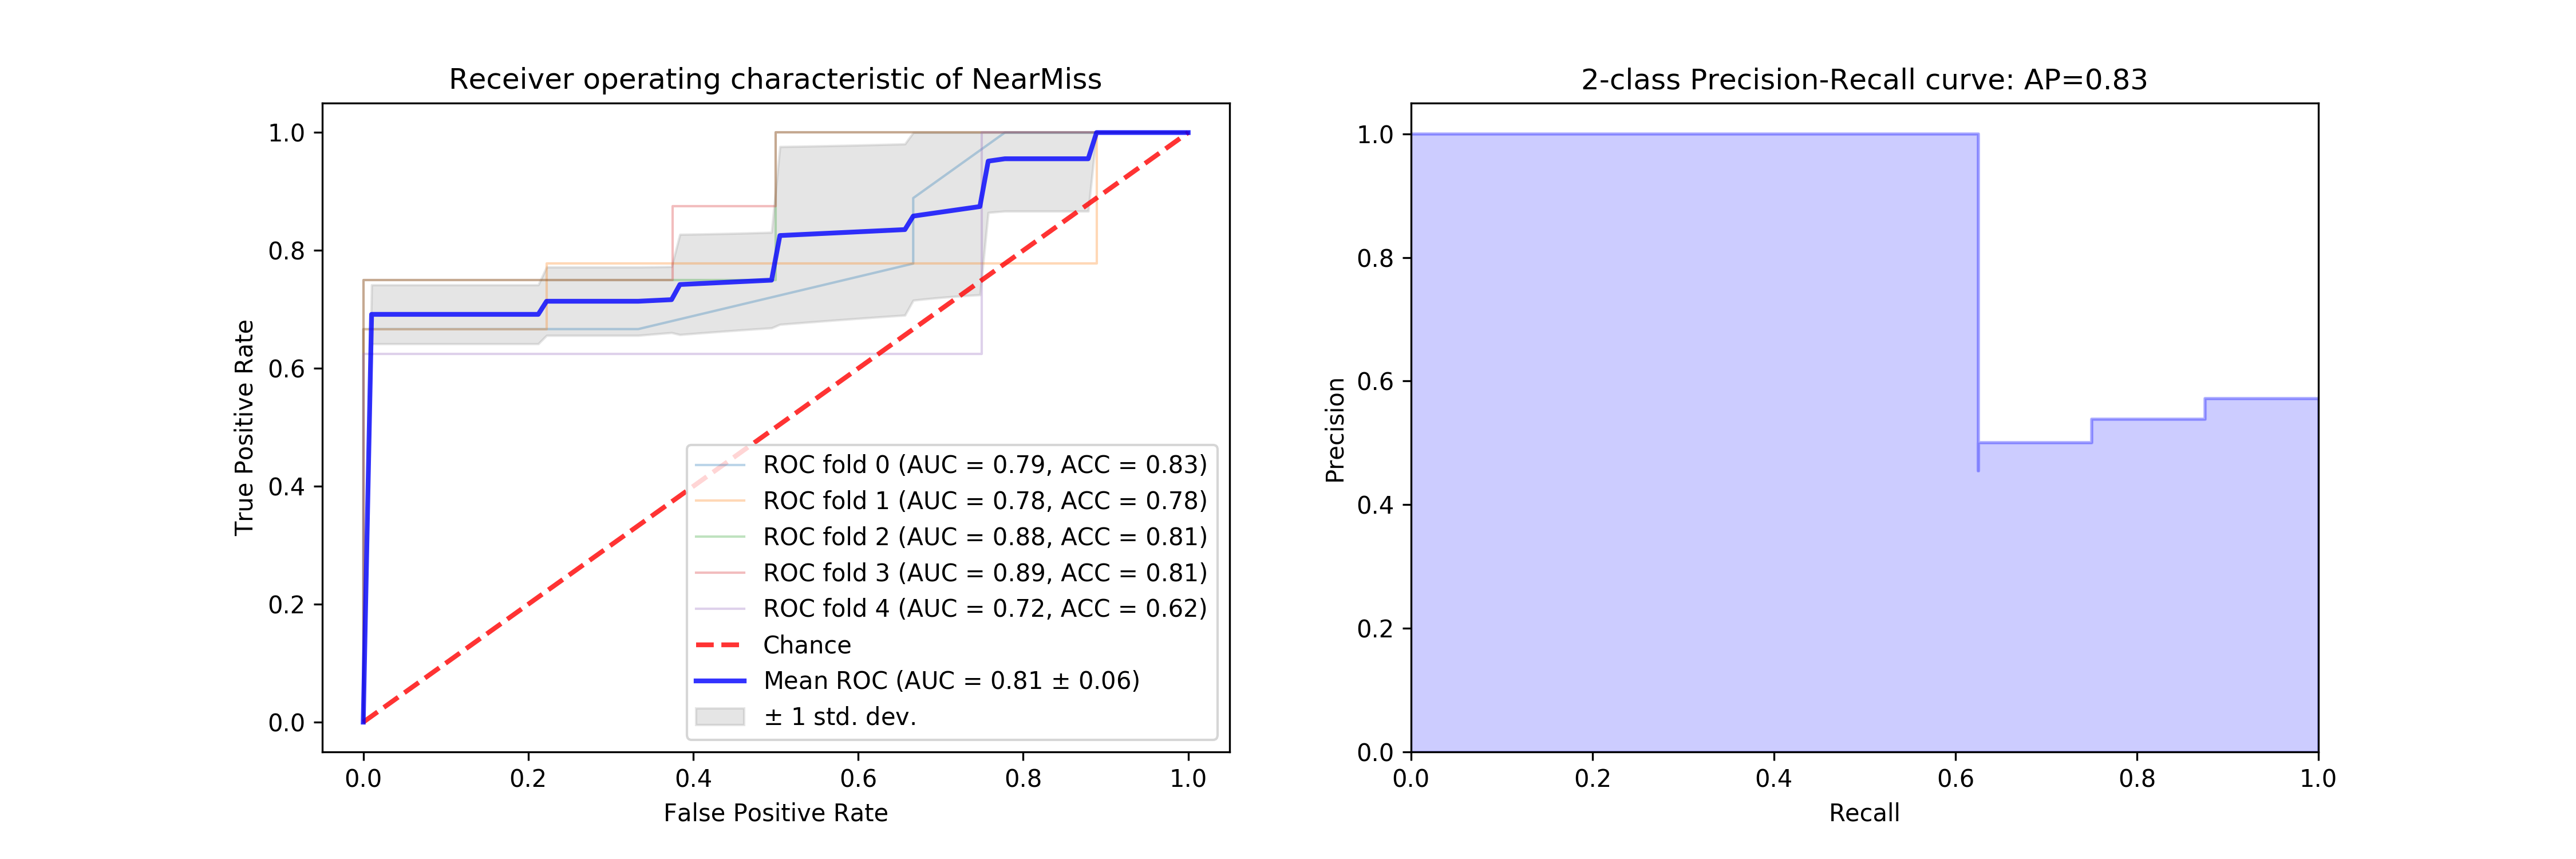 Receiver operating characteristic of NearMiss
1.0
0.8
0.6
0.4
0.2
0.0
True Positive Rate
0.0 0.2 0.4 0.6 0.8 1.0
False Positive Rate
ROC fold 0 (AUC = 0.79, ACC = 0.83)
ROC fold 1 (AUC = 0.78, ACC = 0.78)
ROC fold 2 (AUC = 0.88, ACC = 0.81)
ROC fold 3 (AUC = 0.89, ACC = 0.81)
ROC fold 4 (AUC = 0.72, ACC = 0.62)
Chance
Mean ROC (AUC = 0.81 ± 0.06)
± 1 std. dev.
2-class Precision-Recall curve: AP=0.83
1.0
0.8
0.6
0.4
0.2
0.0
Precision
0.0 0.2 0.4 0.6 0.8 1.0
Recall